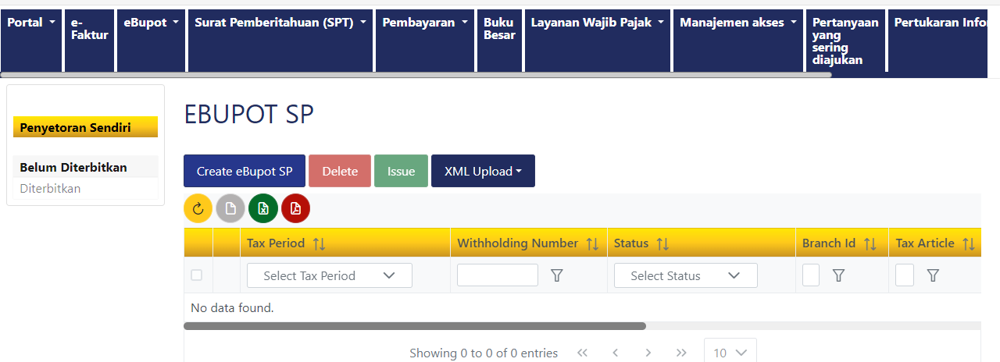 Portal
e-
Faktur
eBupot
Surat Pemberitahuan (SPT)
Pembayaran
Buku
Besar
Layanan Wajib Pajak
Manajemen akses
Pertanyaan
yang
sering
diajukan
Pertukaran Infor
Penyetoran Sendiri
Belum Diterbitkan
Diterbitkan
EBUPOT SP
Create eBupot SP
Delete
Issue
XML Upload
Tax Period
Withholding Number
Status
Branch Id
Tax Article
Select Tax Period
Select Status
No data found.
Showing 0 to 0 of 0 entries
10